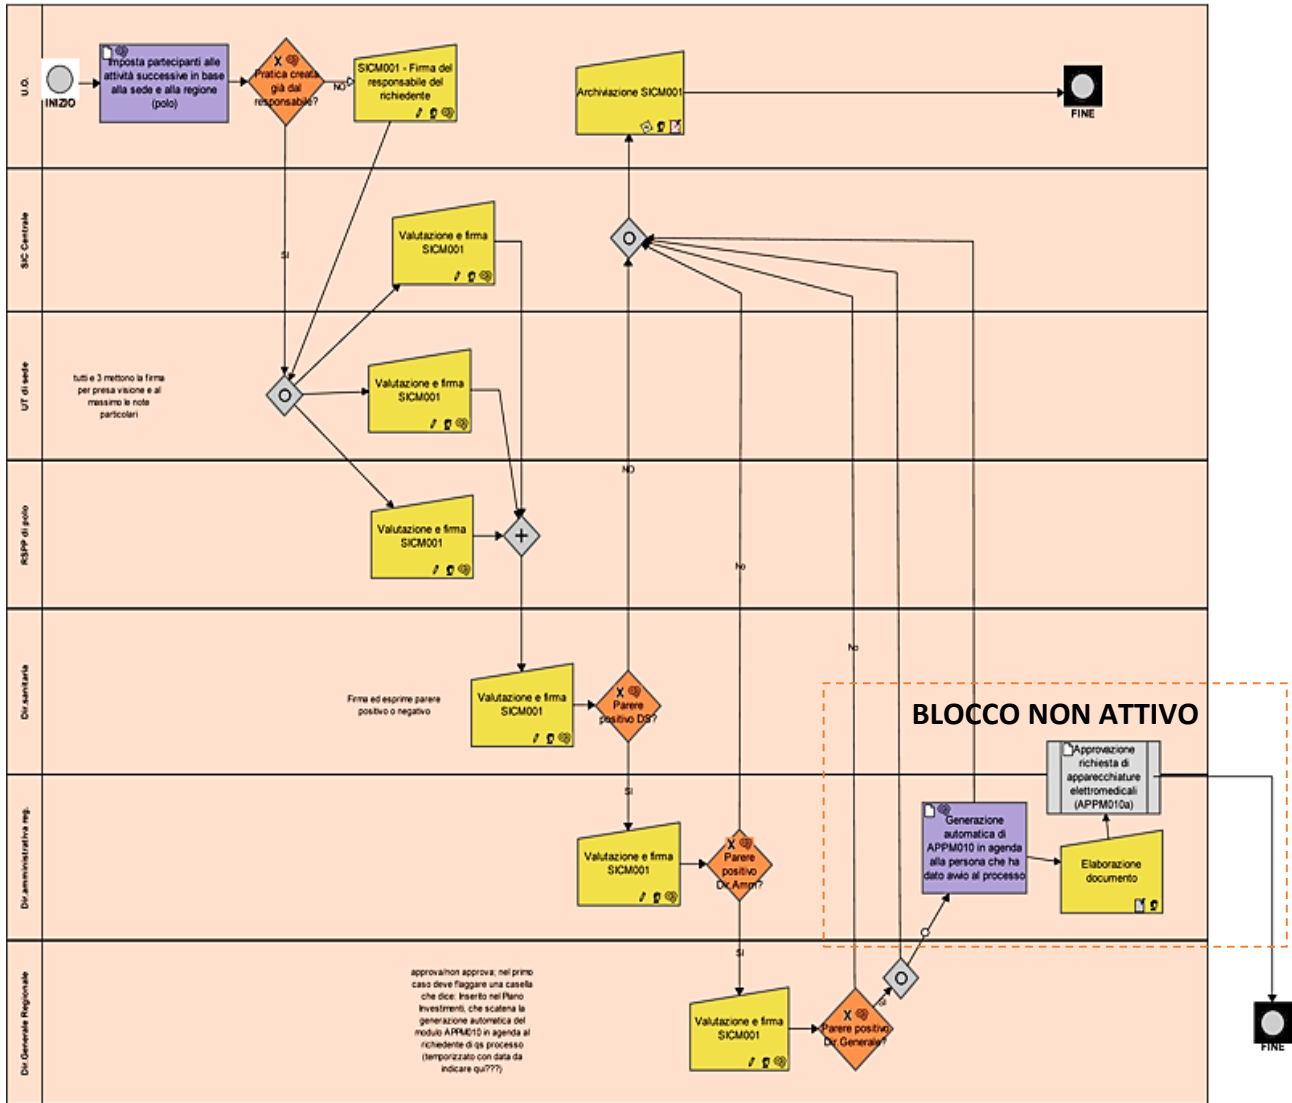 U.O.
INIZIO
Imposta partecipanti alle
attività successive in base
alla sede e alla regione
(polo)
Pratica creata
già dal
responsabile?
NO
SICM001 - Firma del
responsabile del
richiedente
Archiviazione SICM001
FINE
SIC Centrale
SI
Valutazione e firma
SICM001
UT di sede
tutti e 3 mettono la firma
per presa visione e al
massimo le note
particolari
Valutazione e firma
SICM001
RSPP di polo
Valutazione e firma
SICM001
NO
No
Dir.sanitaria
Firma ed esprime parere
positivo o negativo
Valutazione e firma
SICM001
Parere
positivo DS?
No
BLOCCO NON ATTIVO
Approvazione
richiesta di
apparecchiature
elettromedicali
(APPM010a)
Dir.amministrativa reg.
SI
Valutazione e firma
SICM001
Parere
positivo
Dir.Amm?
Generazione
automatica di
APPM010 in agenda
alla persona che ha
dato avvio al processo
Elaborazione
documento
Dir.Generale Regionale
SI
approva/non approva; nel primo
caso deve flaggare una casella
che dice: Inserito nel Piano
Investimenti, che scatena la
generazione automatica del
modulo APPM010 in agenda al
richiedente di qs processo
(temporizzato con data da
indicare qui???)
Valutazione e firma
SICM001
Parere positivo
Dir.Generale?
SI
FINE